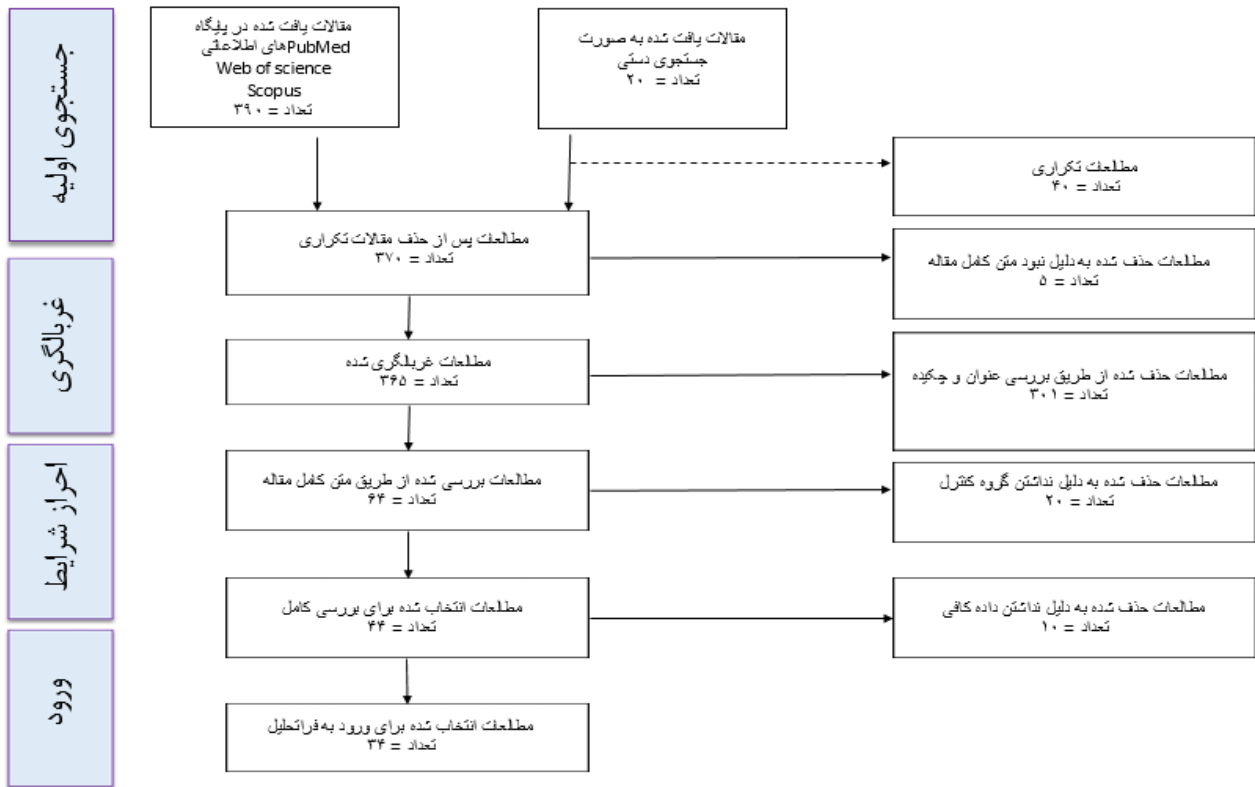 جستجوی اولیه
مقالات یافت شده در پایگاه
های اطلاعاتیPubMed
Web of science
Scopus
تعداد = ۳۹۰
مقالات یافت شده به صورت
جستجوی دستی
تعداد = ۲۰
مطالعات تکراری
تعداد = ۴۰
مطالعات پس از حذف مقالات تکراری
تعداد = ۳۷۰
مطالعات حذف شده به دلیل نبود متن کامل مقاله
تعداد = ۵
غربالگری
مطالعات غربالگری شده
تعداد = ۳۶۵
مطالعات حذف شده از طریق بررسی عنوان و چکیده
تعداد = ۳۰۱
احراز شرایط
مطالعات بررسی شده از طریق متن کامل مقاله
تعداد = ۶۴
مطالعات حذف شده به دلیل نداشتن گروه کنترل
تعداد = ۲۰
مطالعات انتخاب شده برای بررسی کامل
تعداد = ۴۴
مطالعات حذف شده به دلیل نداشتن داده کافی
تعداد = ۱۰
ورود
مطالعات انتخاب شده برای ورود به فراتحلیل
تعداد = ۳۴